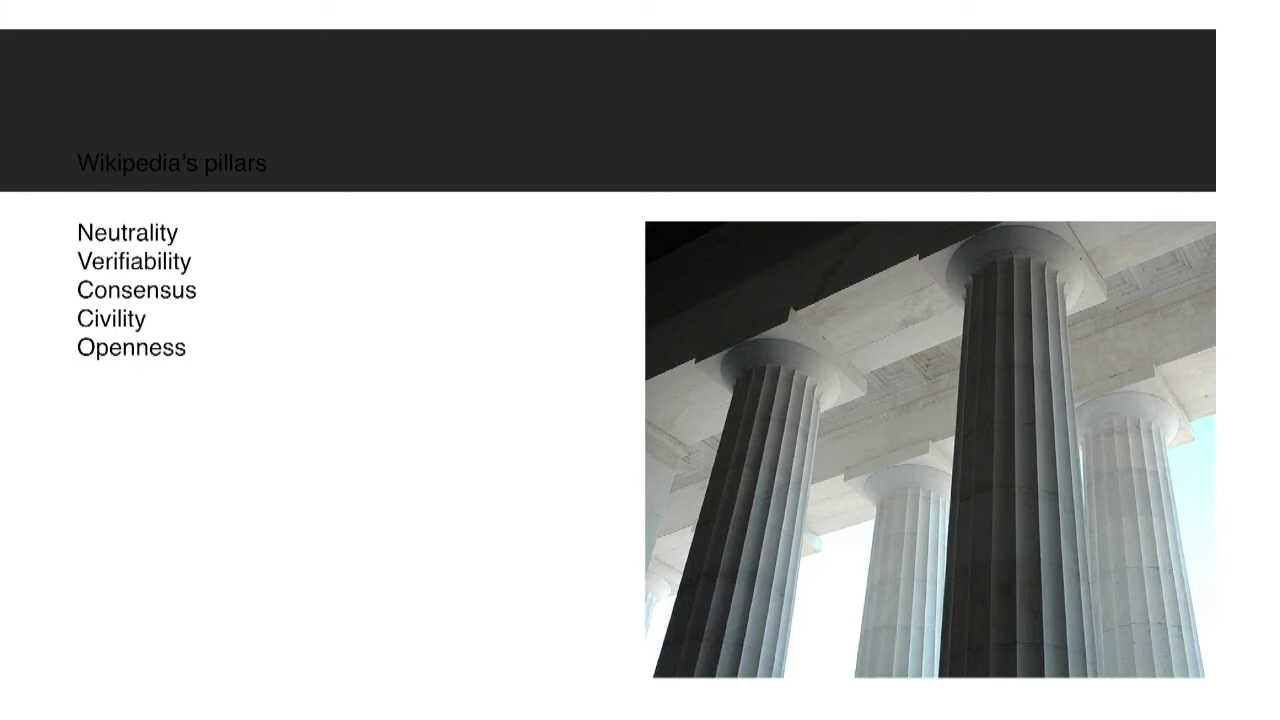 Wikipedia's pillars
Neutrality
Verifiability
Consensus
Civility
Openness